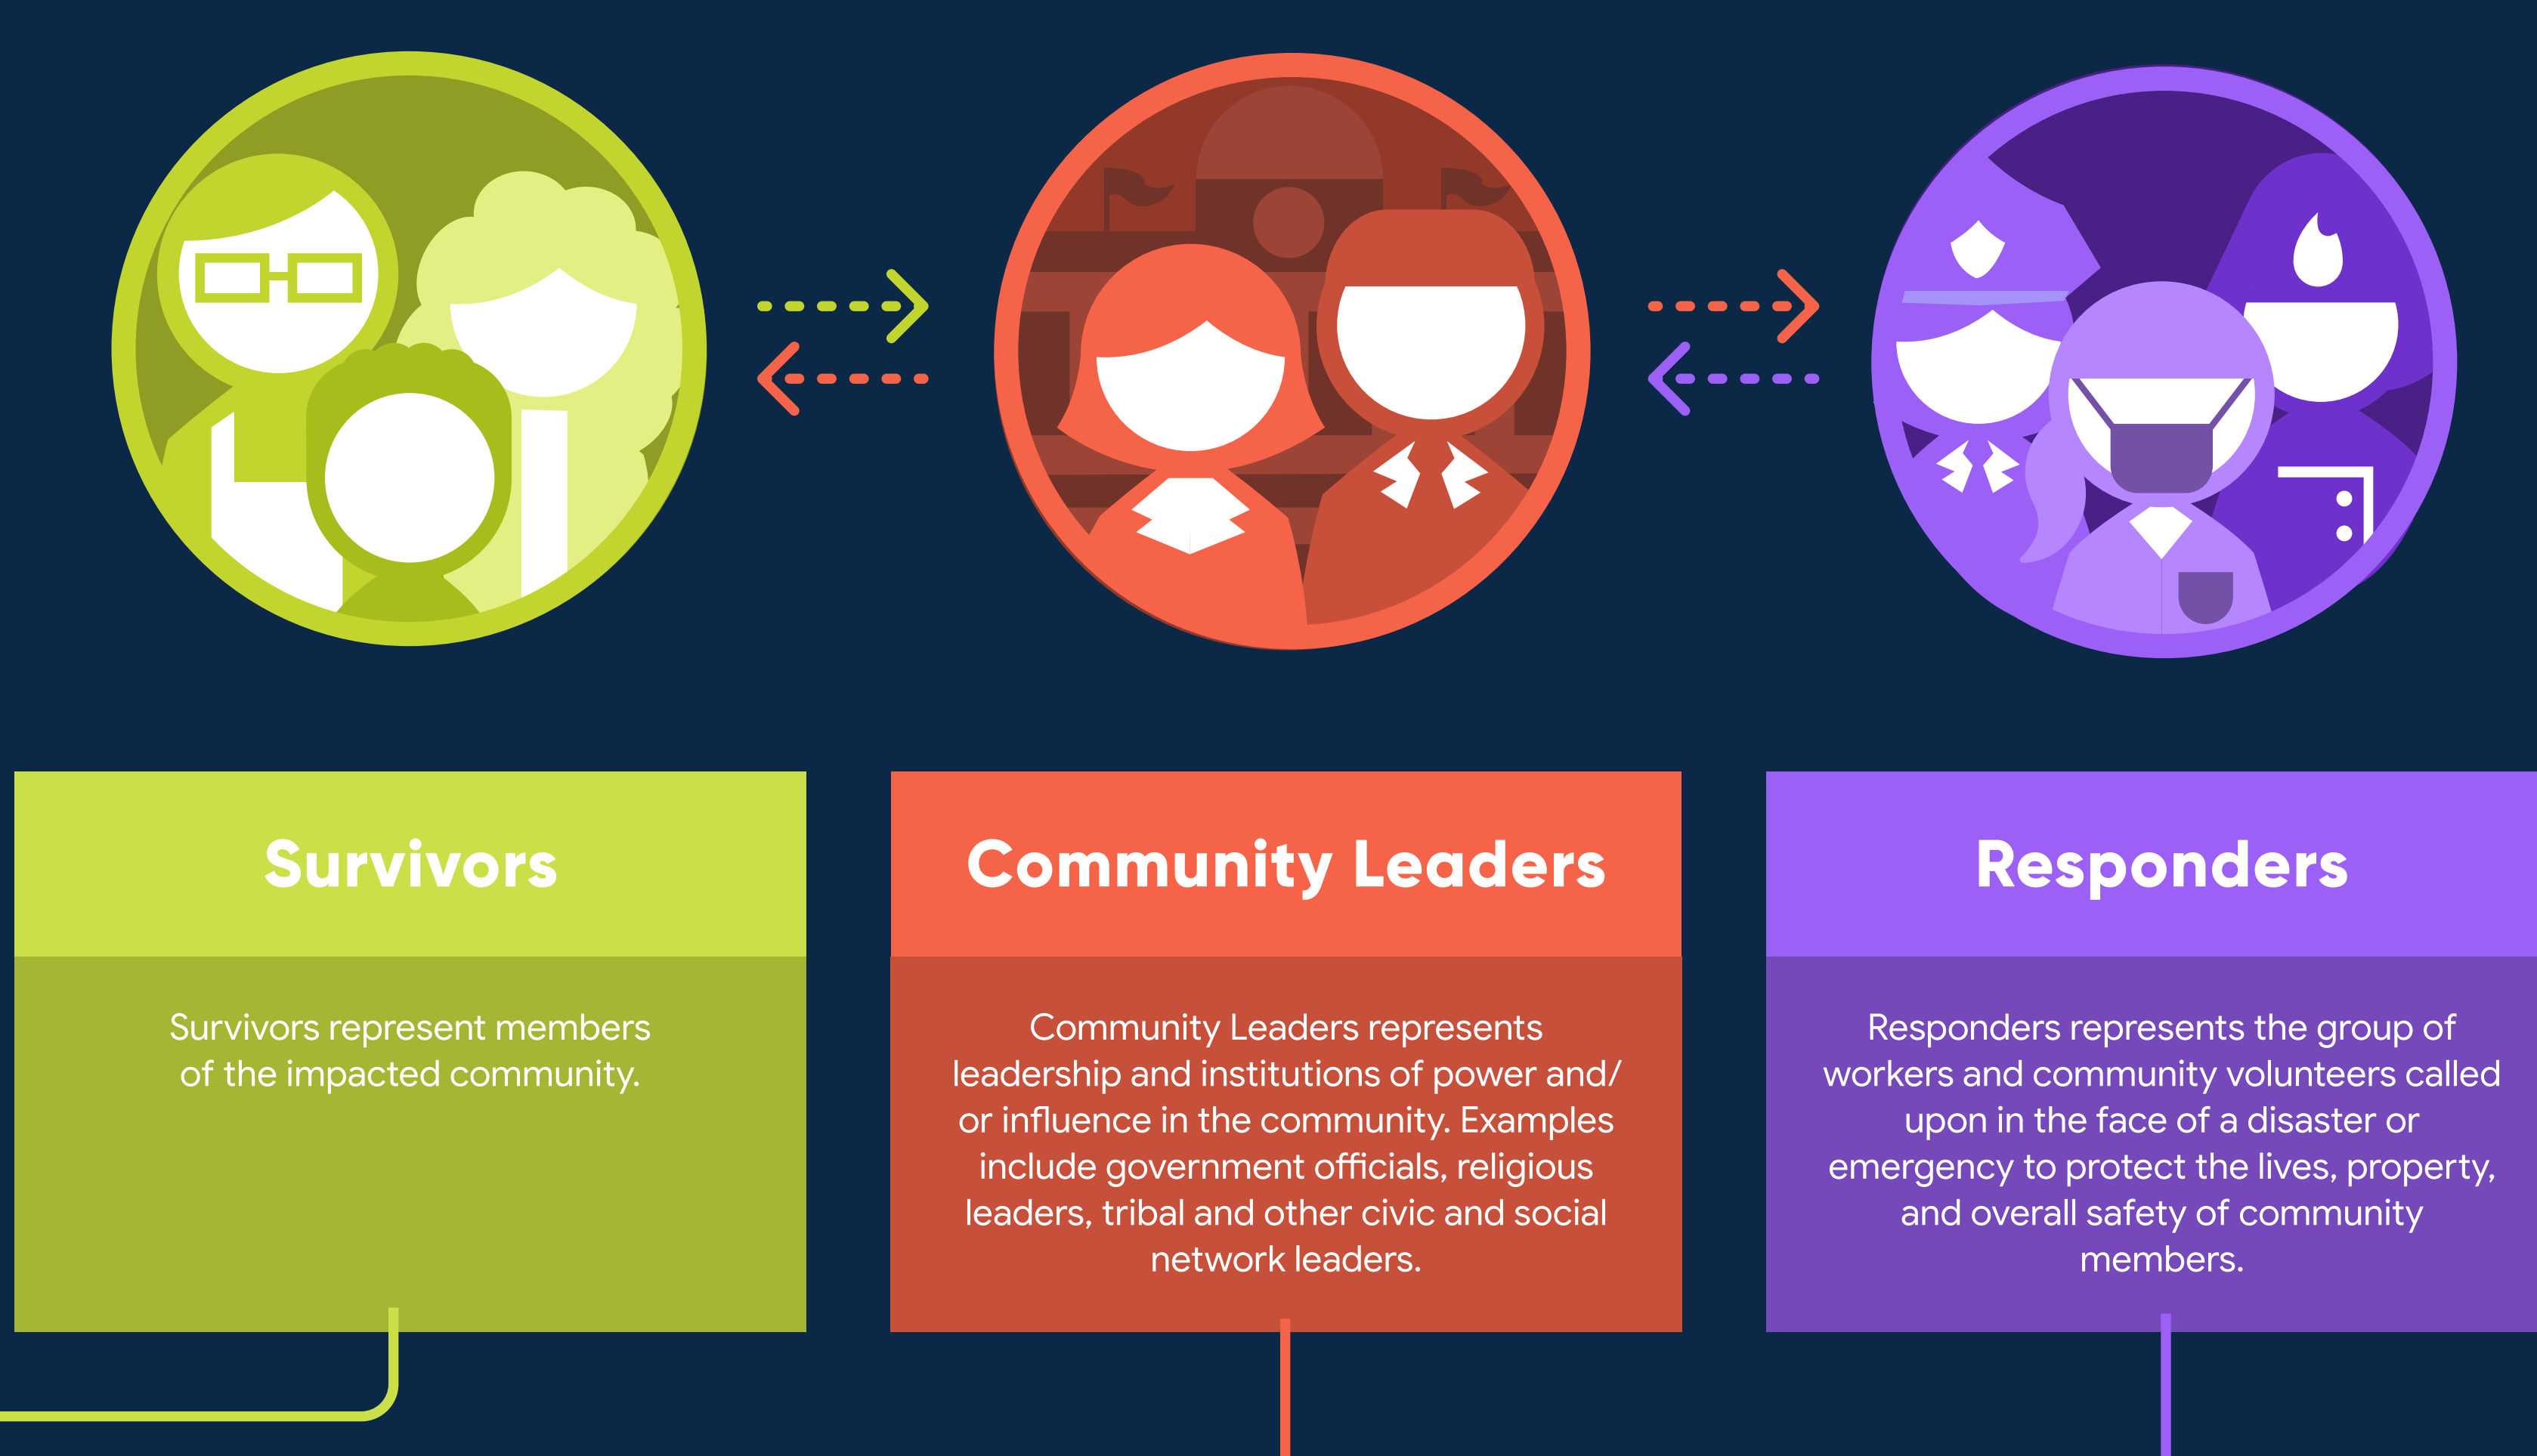 Survivors
Survivors represent members
of the impacted community.
Community Leaders
Community Leaders represents
leadership and institutions of power and/
or influence in the community. Examples
include government officials, religious
leaders, tribal and other civic and social
network leaders.
Responders
Responders represents the group of
workers and community volunteers called
upon in the face of a disaster or
emergency to protect the lives, property,
and overall safety of community
members.